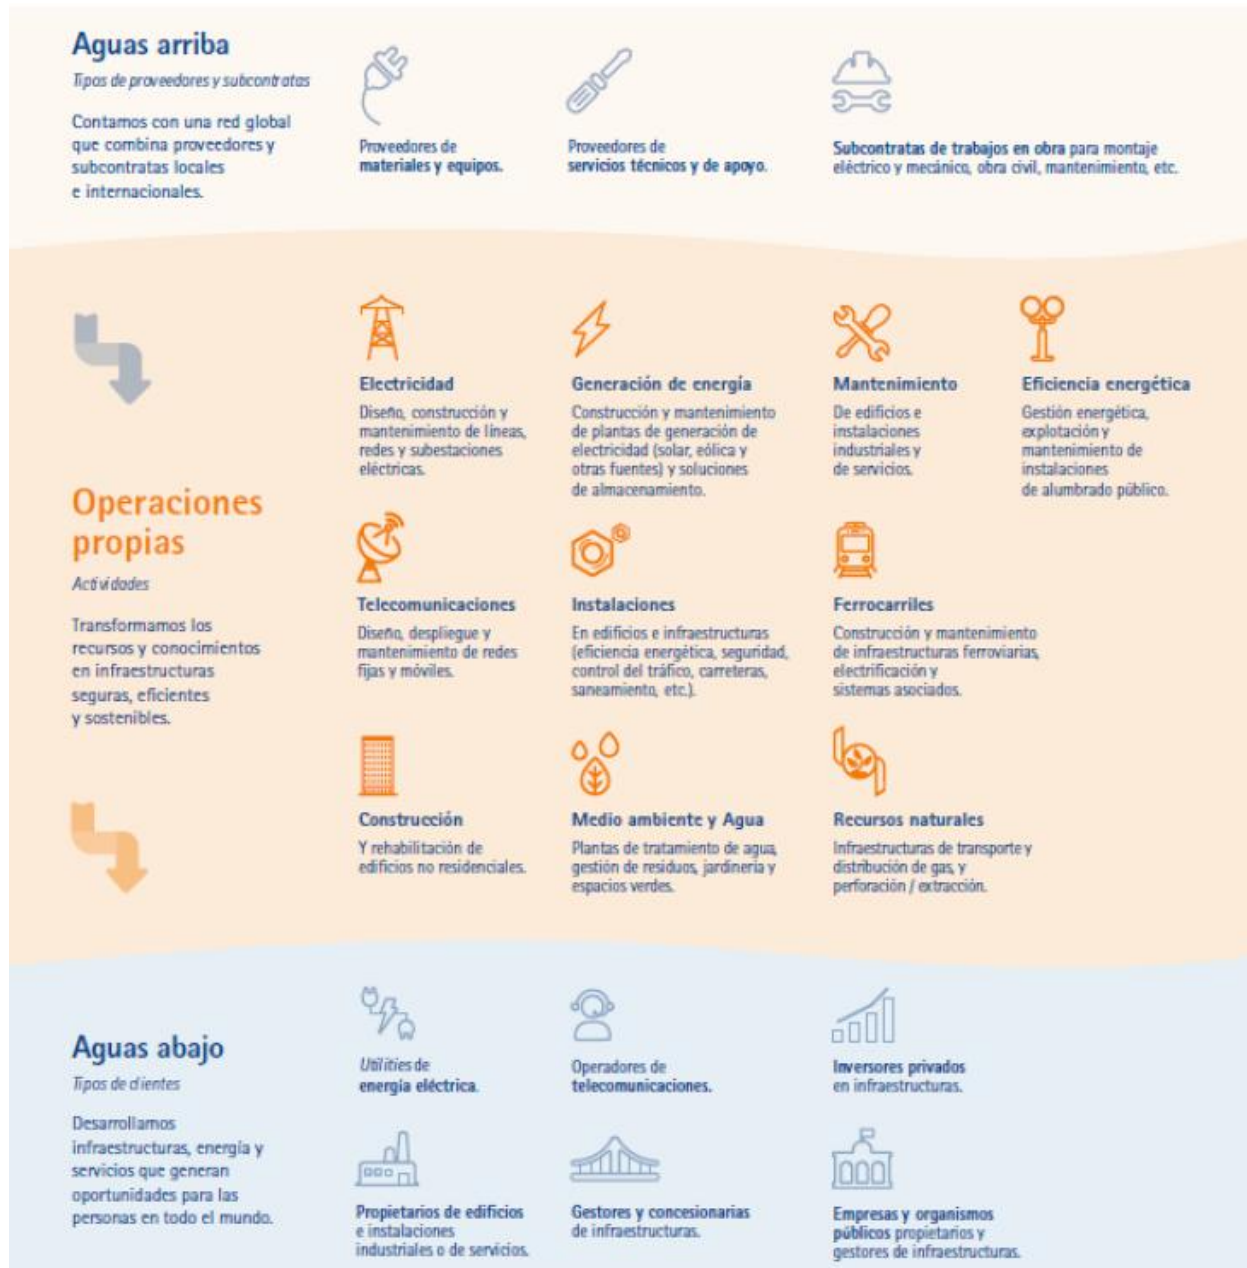 Aguas arriba
Tipos de proveedores y subcontratas
Contamos con una red global
que combina proveedores y
subcontratas locales
e internacionales.
Proveedores de
materiales y equipos.
Proveedores de
servicios técnicos y de apoyo.
Subcontratas de trabajos en obra para montaje
eléctrico y mecánico, obra civil, mantenimiento, etc.
Operaciones
propias
Actividades
Transformamos los
recursos y conocimientos
en infraestructuras
seguras, eficientes
y sostenibles.
Electricidad
Diseño, construcción y
mantenimiento de líneas,
redes y subestaciones
eléctricas.
Generación de energía
Construcción y mantenimiento
de plantas de generación de
electricidad (solar, eólica y
otras fuentes) y soluciones
de almacenamiento.
Mantenimiento
De edificios e
instalaciones
industriales y
de servicios.
Eficiencia energética
Gestión energética,
explotación y
mantenimiento de
instalaciones
de alumbrado público.
Telecomunicaciones
Diseño, despliegue y
mantenimiento de redes
fijas y móviles.
Instalaciones
En edificios e infraestructuras
(eficiencia energética, seguridad,
control del tráfico, carreteras,
saneamiento, etc.).
Ferrocarriles
Construcción y mantenimiento
de infraestructuras ferroviarias,
electrificación y
sistemas asociados.
Construcción
Y rehabilitación de
edificios no residenciales.
Medio ambiente y Agua
Plantas de tratamiento de agua,
gestión de residuos, jardinería y
espacios verdes.
Recursos naturales
Infraestructuras de transporte y
distribución de gas, y
perforación / extracción.
Aguas abajo
Tipos de clientes
Desarrollamos
infraestructuras, energía y
servicios que generan
oportunidades para las
personas en todo el mundo.
Utilities de
energía eléctrica.
Operadores de
telecomunicaciones.
Inversores privados
en infraestructuras.
Propietarios de edificios
e instalaciones
industriales o de servicios.
Gestores y concesionarias
de infraestructuras.
Empresas y organismos
públicos propietarios y
gestores de infraestructuras.